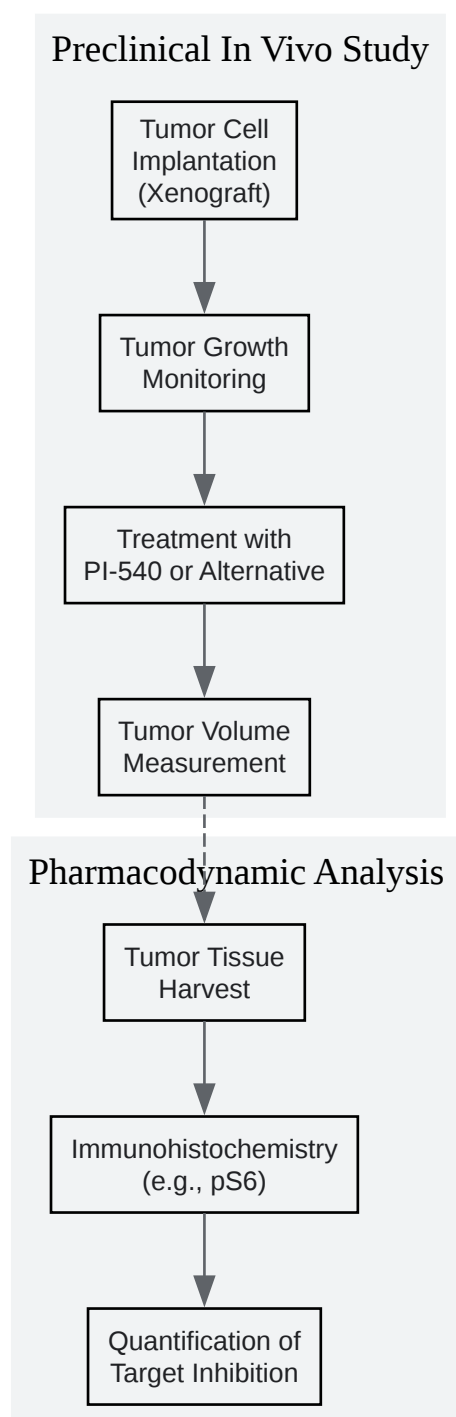 Preclinical In Vivo Study
Tumor Cell
Implantation
(Xenograft)
Tumor Growth
Monitoring
Treatment with
PI-540 or Alternative
Tumor Volume
Measurement
Pharmacodynamic Analysis
Tumor Tissue
Harvest
Immunohistochemistry
(e.g., pS6)
Quantification of
Target Inhibition